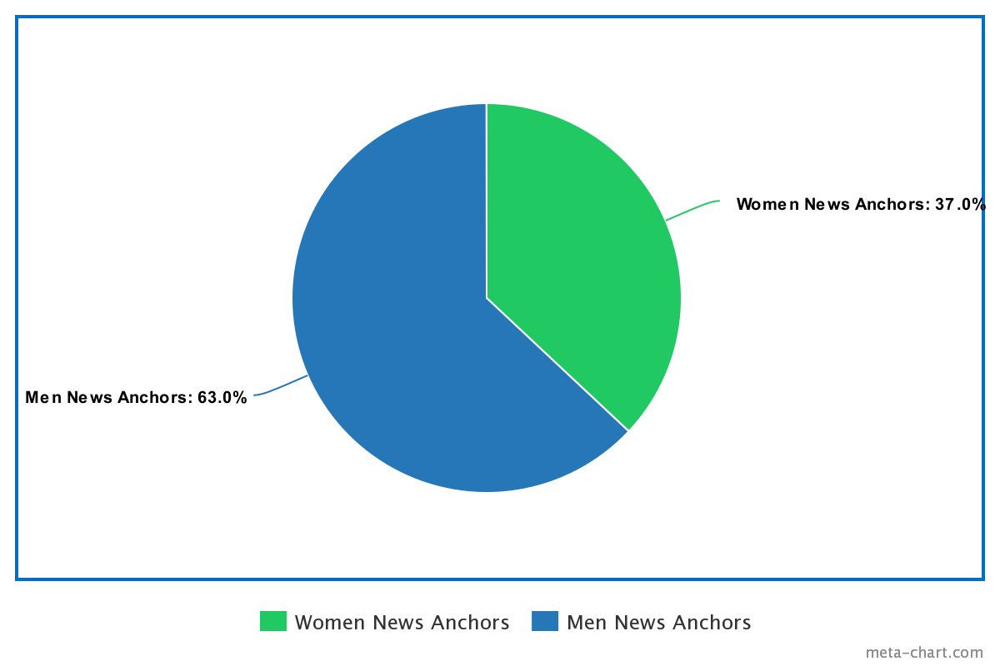 Women News Anchors: 37.0%
Men News Anchors: 63.0%
Women News Anchors
Men News Anchors
meta-chart.com